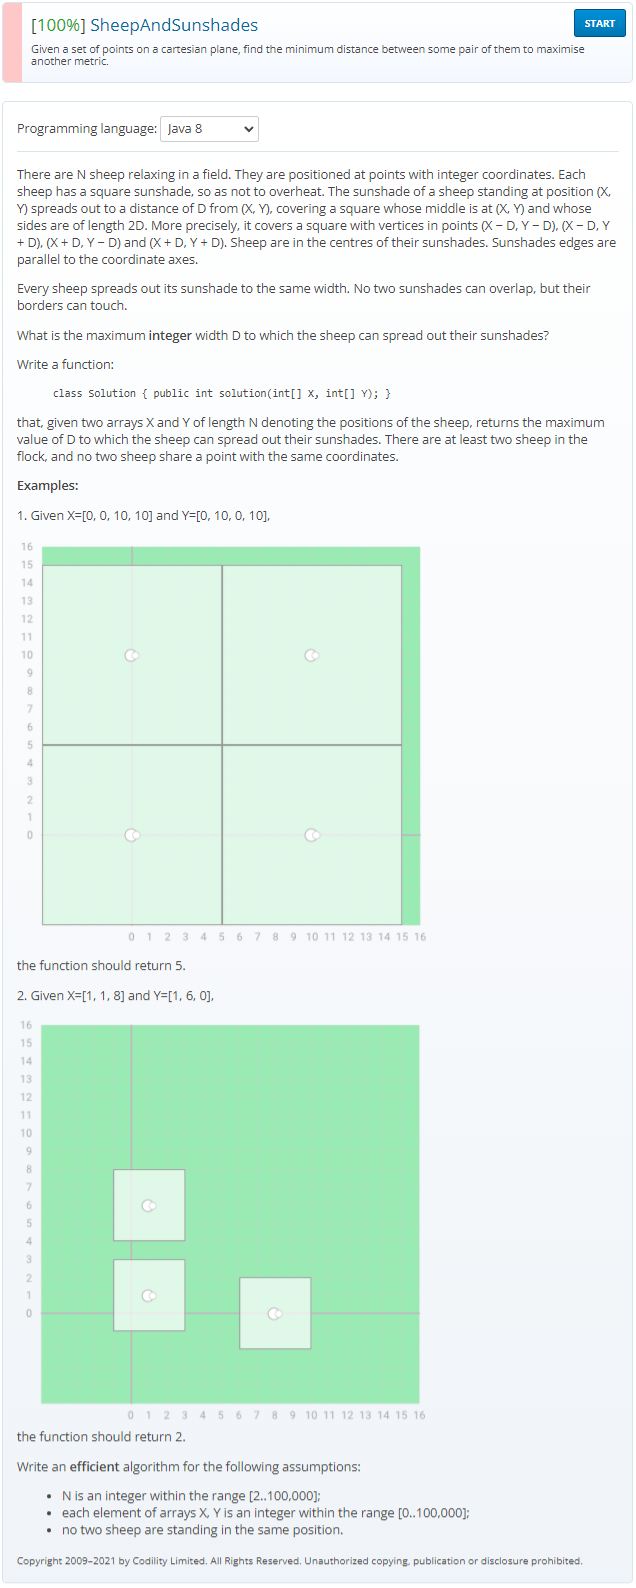 [100%] SheepAndSunshades
START
Given a set of points on a cartesian plane, find the minimum distance between some pair of them to maximise
another metric.
Programming language: Java 8
There are N sheep relaxing in a field. They are positioned at points with integer coordinates. Each
sheep has a square sunshade, so as not to overheat. The sunshade of a sheep standing at position (X,
Y) spreads out to a distance of D from (X, Y), covering a square whose middle is at (X, Y) and whose
sides are of length 2D. More precisely, it covers a square with vertices in points (X − D, Y − D), (X − D, Y
+ D), (X + D, Y − D) and (X + D, Y + D). Sheep are in the centres of their sunshades. Sunshades edges are
parallel to the coordinate axes.
Every sheep spreads out its sunshade to the same width. No two sunshades can overlap, but their
borders can touch.
What is the maximum integer width D to which the sheep can spread out their sunshades?
Write a function:
class Solution { public int solution(int[] X, int[] Y); }
that, given two arrays X and Y of length N denoting the positions of the sheep, returns the maximum
value of D to which the sheep can spread out their sunshades. There are at least two sheep in the
flock, and no two sheep share a point with the same coordinates.
Examples:
1. Given X=[0, 0, 10, 10] and Y=[0, 10, 0, 10],
16
15
14
13
12
11
10
9
8
7
6
5
4
3
2
1
0
0 1 2 3 4 5 6 7 8 9 10 11 12 13 14 15 16
the function should return 5.
2. Given X=[1, 1, 8] and Y=[1, 6, 0],
16
15
14
13
12
11
10
9
8
7
6
5
4
3
2
1
0
0 1 2 3 4 5 6 7 8 9 10 11 12 13 14 15 16
the function should return 2.
Write an efficient algorithm for the following assumptions:
• N is an integer within the range [2..100,000];
• each element of arrays X, Y is an integer within the range [0..100,000];
• no two sheep are standing in the same position.
Copyright 2009–2021 by Codility Limited. All Rights Reserved. Unauthorized copying, publication or disclosure prohibited.